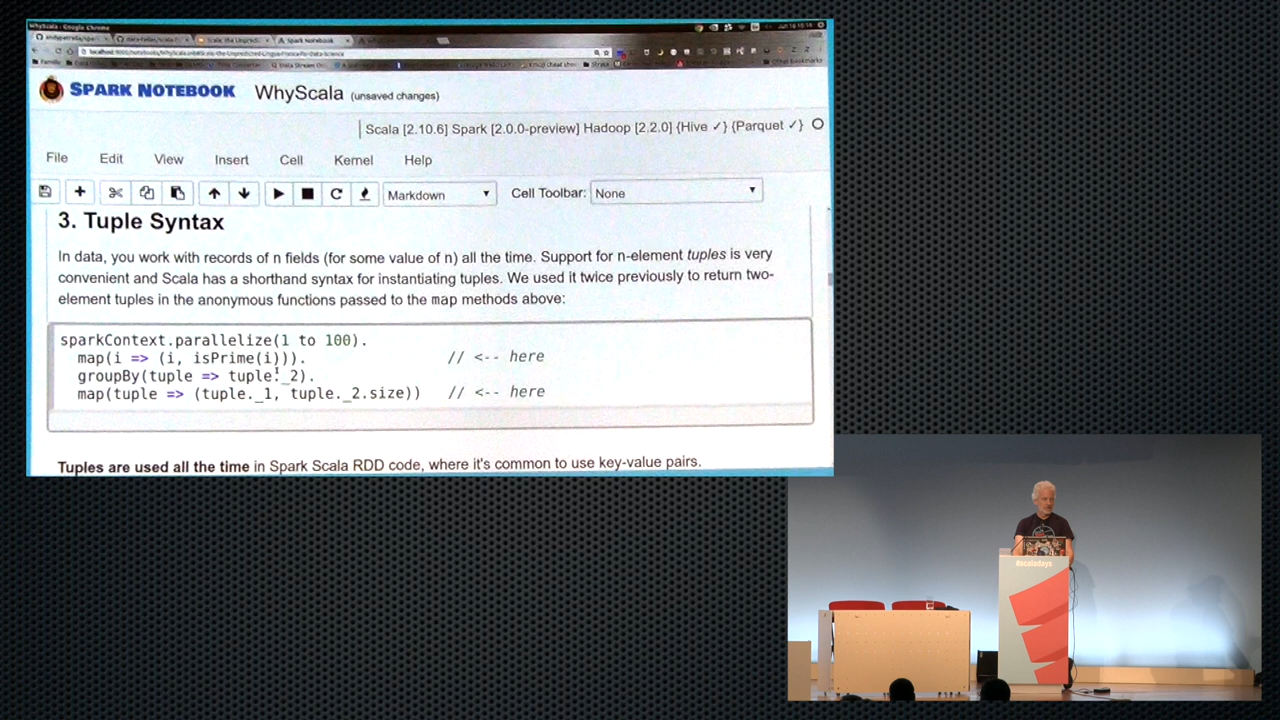 WhyScala - Google Chrome
Spark Notebook
SPARK NOTEBOOK WhyScala (unsaved changes)
Scala [2.10.6] Spark [2.0.0-preview] Hadoop [2.2.0] {Hive ✓} {Parquet ✓}
File Edit View Insert Cell Kernel Help
Markdown Cell Toolbar: None
3. Tuple Syntax
In data, you work with records of n fields (for some value of n) all the time. Support for n-element tuples is very
convenient and Scala has a shorthand syntax for instantiating tuples. We used it twice previously to return two-
element tuples in the anonymous functions passed to the map methods above:
sparkContext.parallelize(1 to 100).
map(i => (i, isPrime(i))). // <-- here
groupBy(tuple => tuple._2).
map(tuple => (tuple._1, tuple._2.size)) // <-- here
Tuples are used all the time in Spark Scala RDD code, where it's common to use key-value pairs.
#scaladays